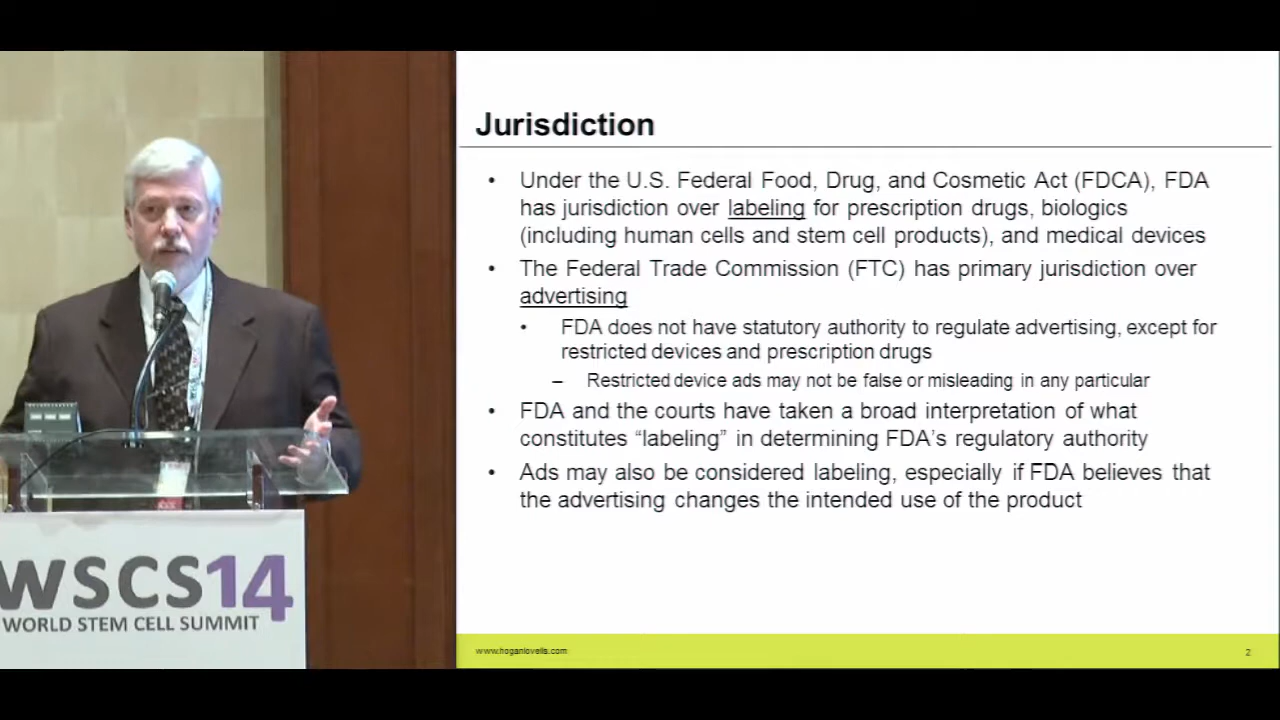 Jurisdiction
• Under the U.S. Federal Food, Drug, and Cosmetic Act (FDCA), FDA
has jurisdiction over labeling for prescription drugs, biologics
(including human cells and stem cell products), and medical devices
• The Federal Trade Commission (FTC) has primary jurisdiction over
advertising
• FDA does not have statutory authority to regulate advertising, except for
restricted devices and prescription drugs
– Restricted device ads may not be false or misleading in any particular
• FDA and the courts have taken a broad interpretation of what
constitutes “labeling” in determining FDA’s regulatory authority
• Ads may also be considered labeling, especially if FDA believes that
the advertising changes the intended use of the product
www.hoganlovells.com
2
WSCS14
WORLD STEM CELL SUMMIT